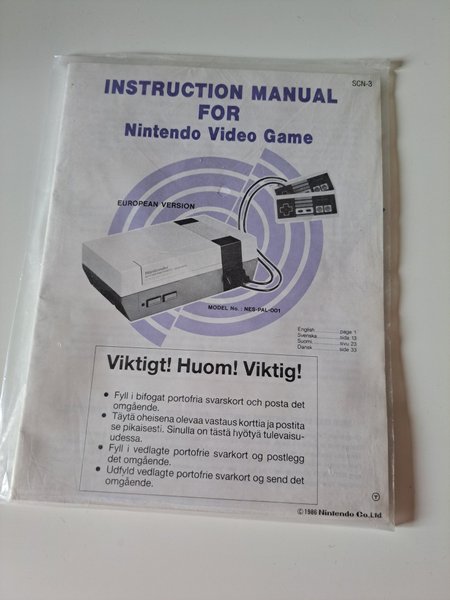 SCN-3
INSTRUCTION MANUAL
FOR
Nintendo Video Game
EUROPEAN VERSION
Nintendo
MODEL No. : NES-PAL-001
English page 1
Svenska sida 13
Suomi sivu 23
Dansk side 33
Viktigt! Huom! Viktig!
• Fyll i bifogat portofria svarskort och posta det
omgående.
• Täytä oheisena olevaa vastaus korttia ja postita
se pikaisesti. Sinulla on tästä hyötyä tulevaisu-
udessa.
• Fyll i vedlagte portofrie svarkort og postlegg
det omgående.
• Udfyld vedlagte portofrie svarkort og send det
omgående.
© 1986 Nintendo Co., Ltd.